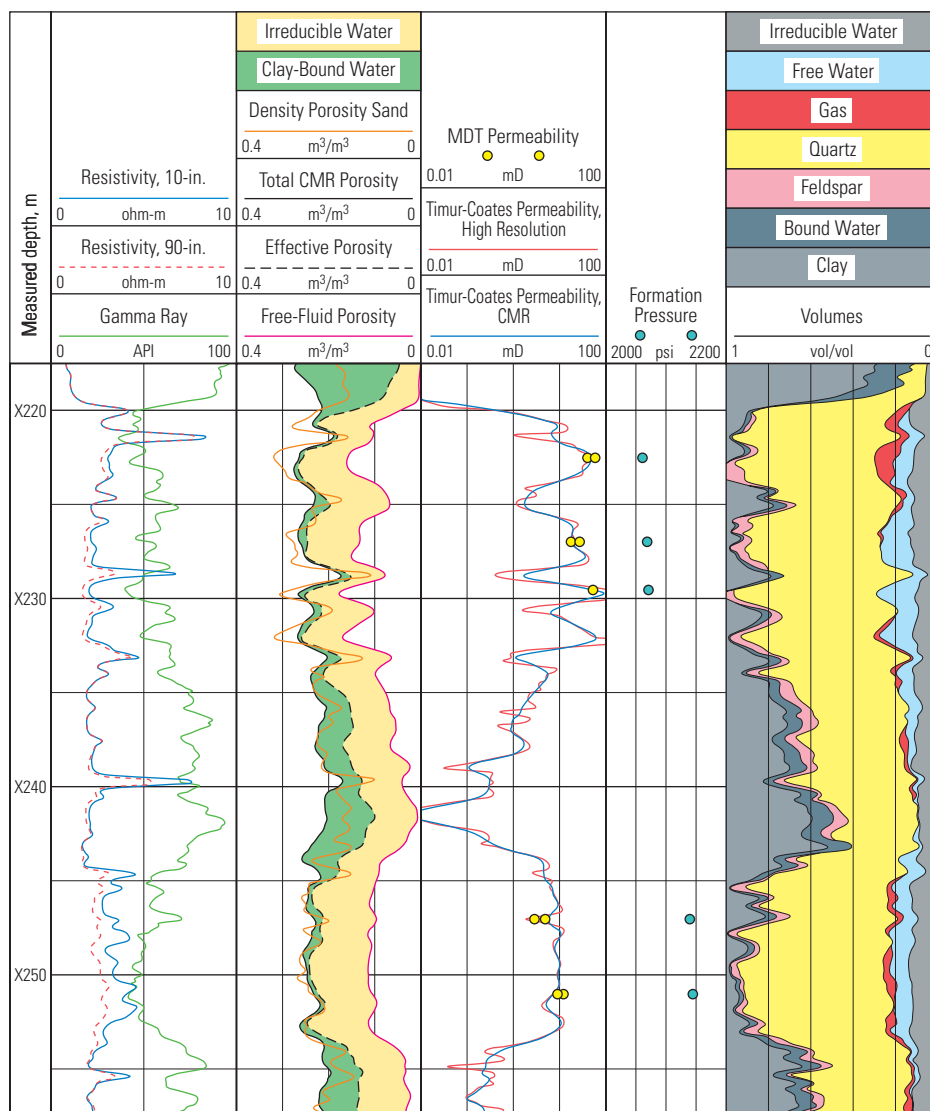 Measured depth, m
Resistivity, 10-in.
0 ohm-m 10
Resistivity, 90-in.
0 ohm-m 10
Gamma Ray
0 API 100
Irreducible Water
Clay-Bound Water
Density Porosity Sand
0.4 m³/m³ 0
Total CMR Porosity
0.4 m³/m³ 0
Effective Porosity
0.4 m³/m³ 0
Free-Fluid Porosity
0.4 m³/m³ 0
MDT Permeability
0.01 mD 100
Timur-Coates Permeability,
High Resolution
0.01 mD 100
Timur-Coates Permeability,
CMR
0.01 mD 100
Formation
Pressure
2000 psi 2200
Irreducible Water
Free Water
Gas
Quartz
Feldspar
Bound Water
Clay
Volumes
1 vol/vol 0
X220
X230
X240
X250